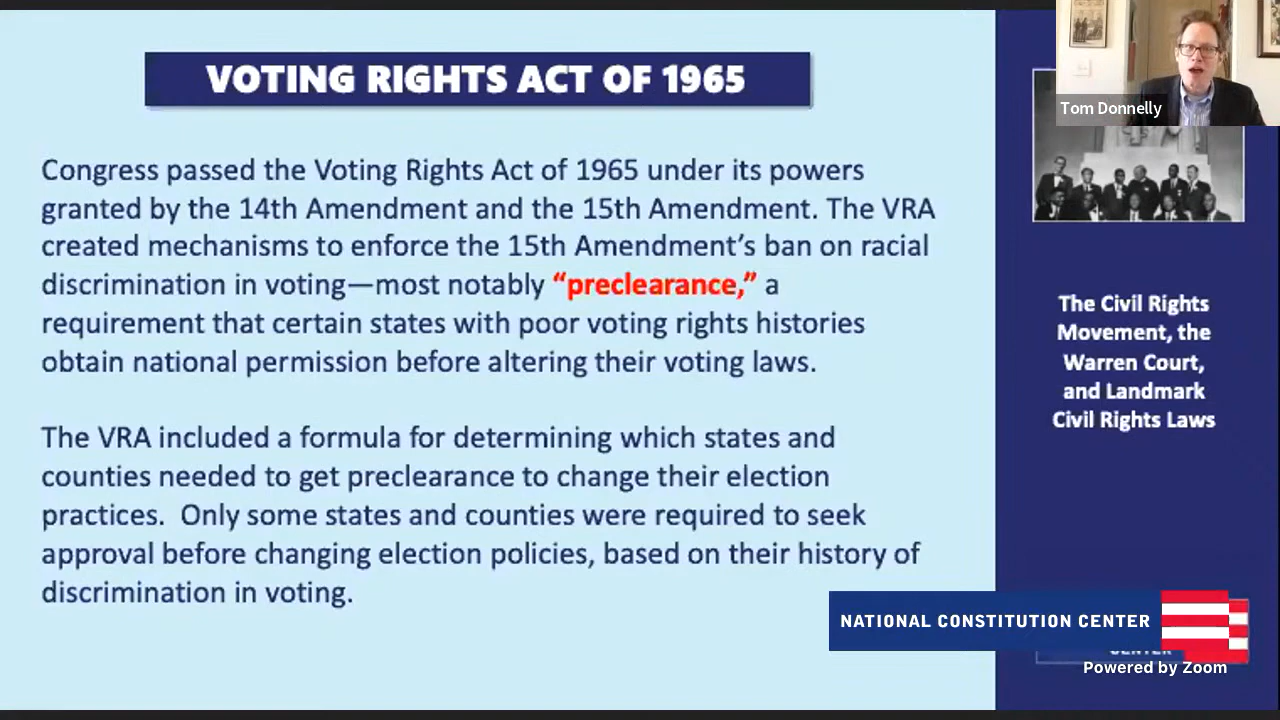 VOTING RIGHTS ACT OF 1965
Congress passed the Voting Rights Act of 1965 under its powers
granted by the 14th Amendment and the 15th Amendment. The VRA
created mechanisms to enforce the 15th Amendment’s ban on racial
discrimination in voting—most notably “preclearance,” a
requirement that certain states with poor voting rights histories
obtain national permission before altering their voting laws.
The VRA included a formula for determining which states and
counties needed to get preclearance to change their election
practices.  Only some states and counties were required to seek
approval before changing election policies, based on their history of
discrimination in voting.
Tom Donnelly
The Civil Rights
Movement, the
Warren Court,
and Landmark
Civil Rights Laws
NATIONAL CONSTITUTION CENTER
CENTER
Powered by Zoom